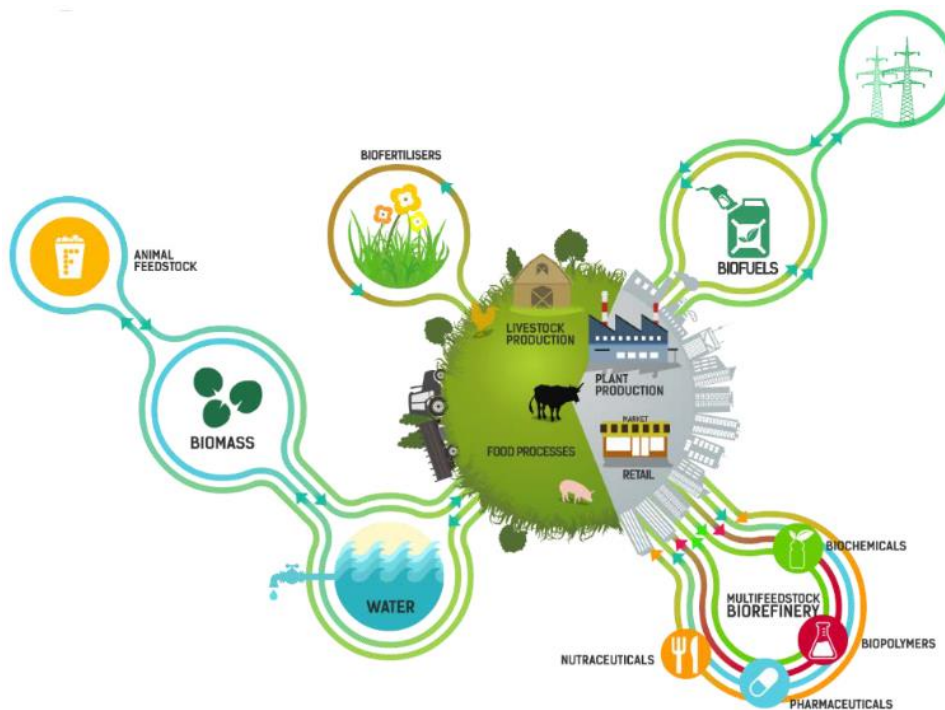 BIOFERTILISERS
BIOFUELS
ANIMAL
FEEDSTOCK
F
LIVESTOCK
PRODUCTION
PLANT
PRODUCTION
BIOMASS
MARKET
FOOD PROCESSES
RETAIL
WATER
BIOCHEMICALS
MULTIFEEDSTOCK
BIOREFINERY
NUTRACEUTICALS
BIOPOLYMERS
PHARMACEUTICALS